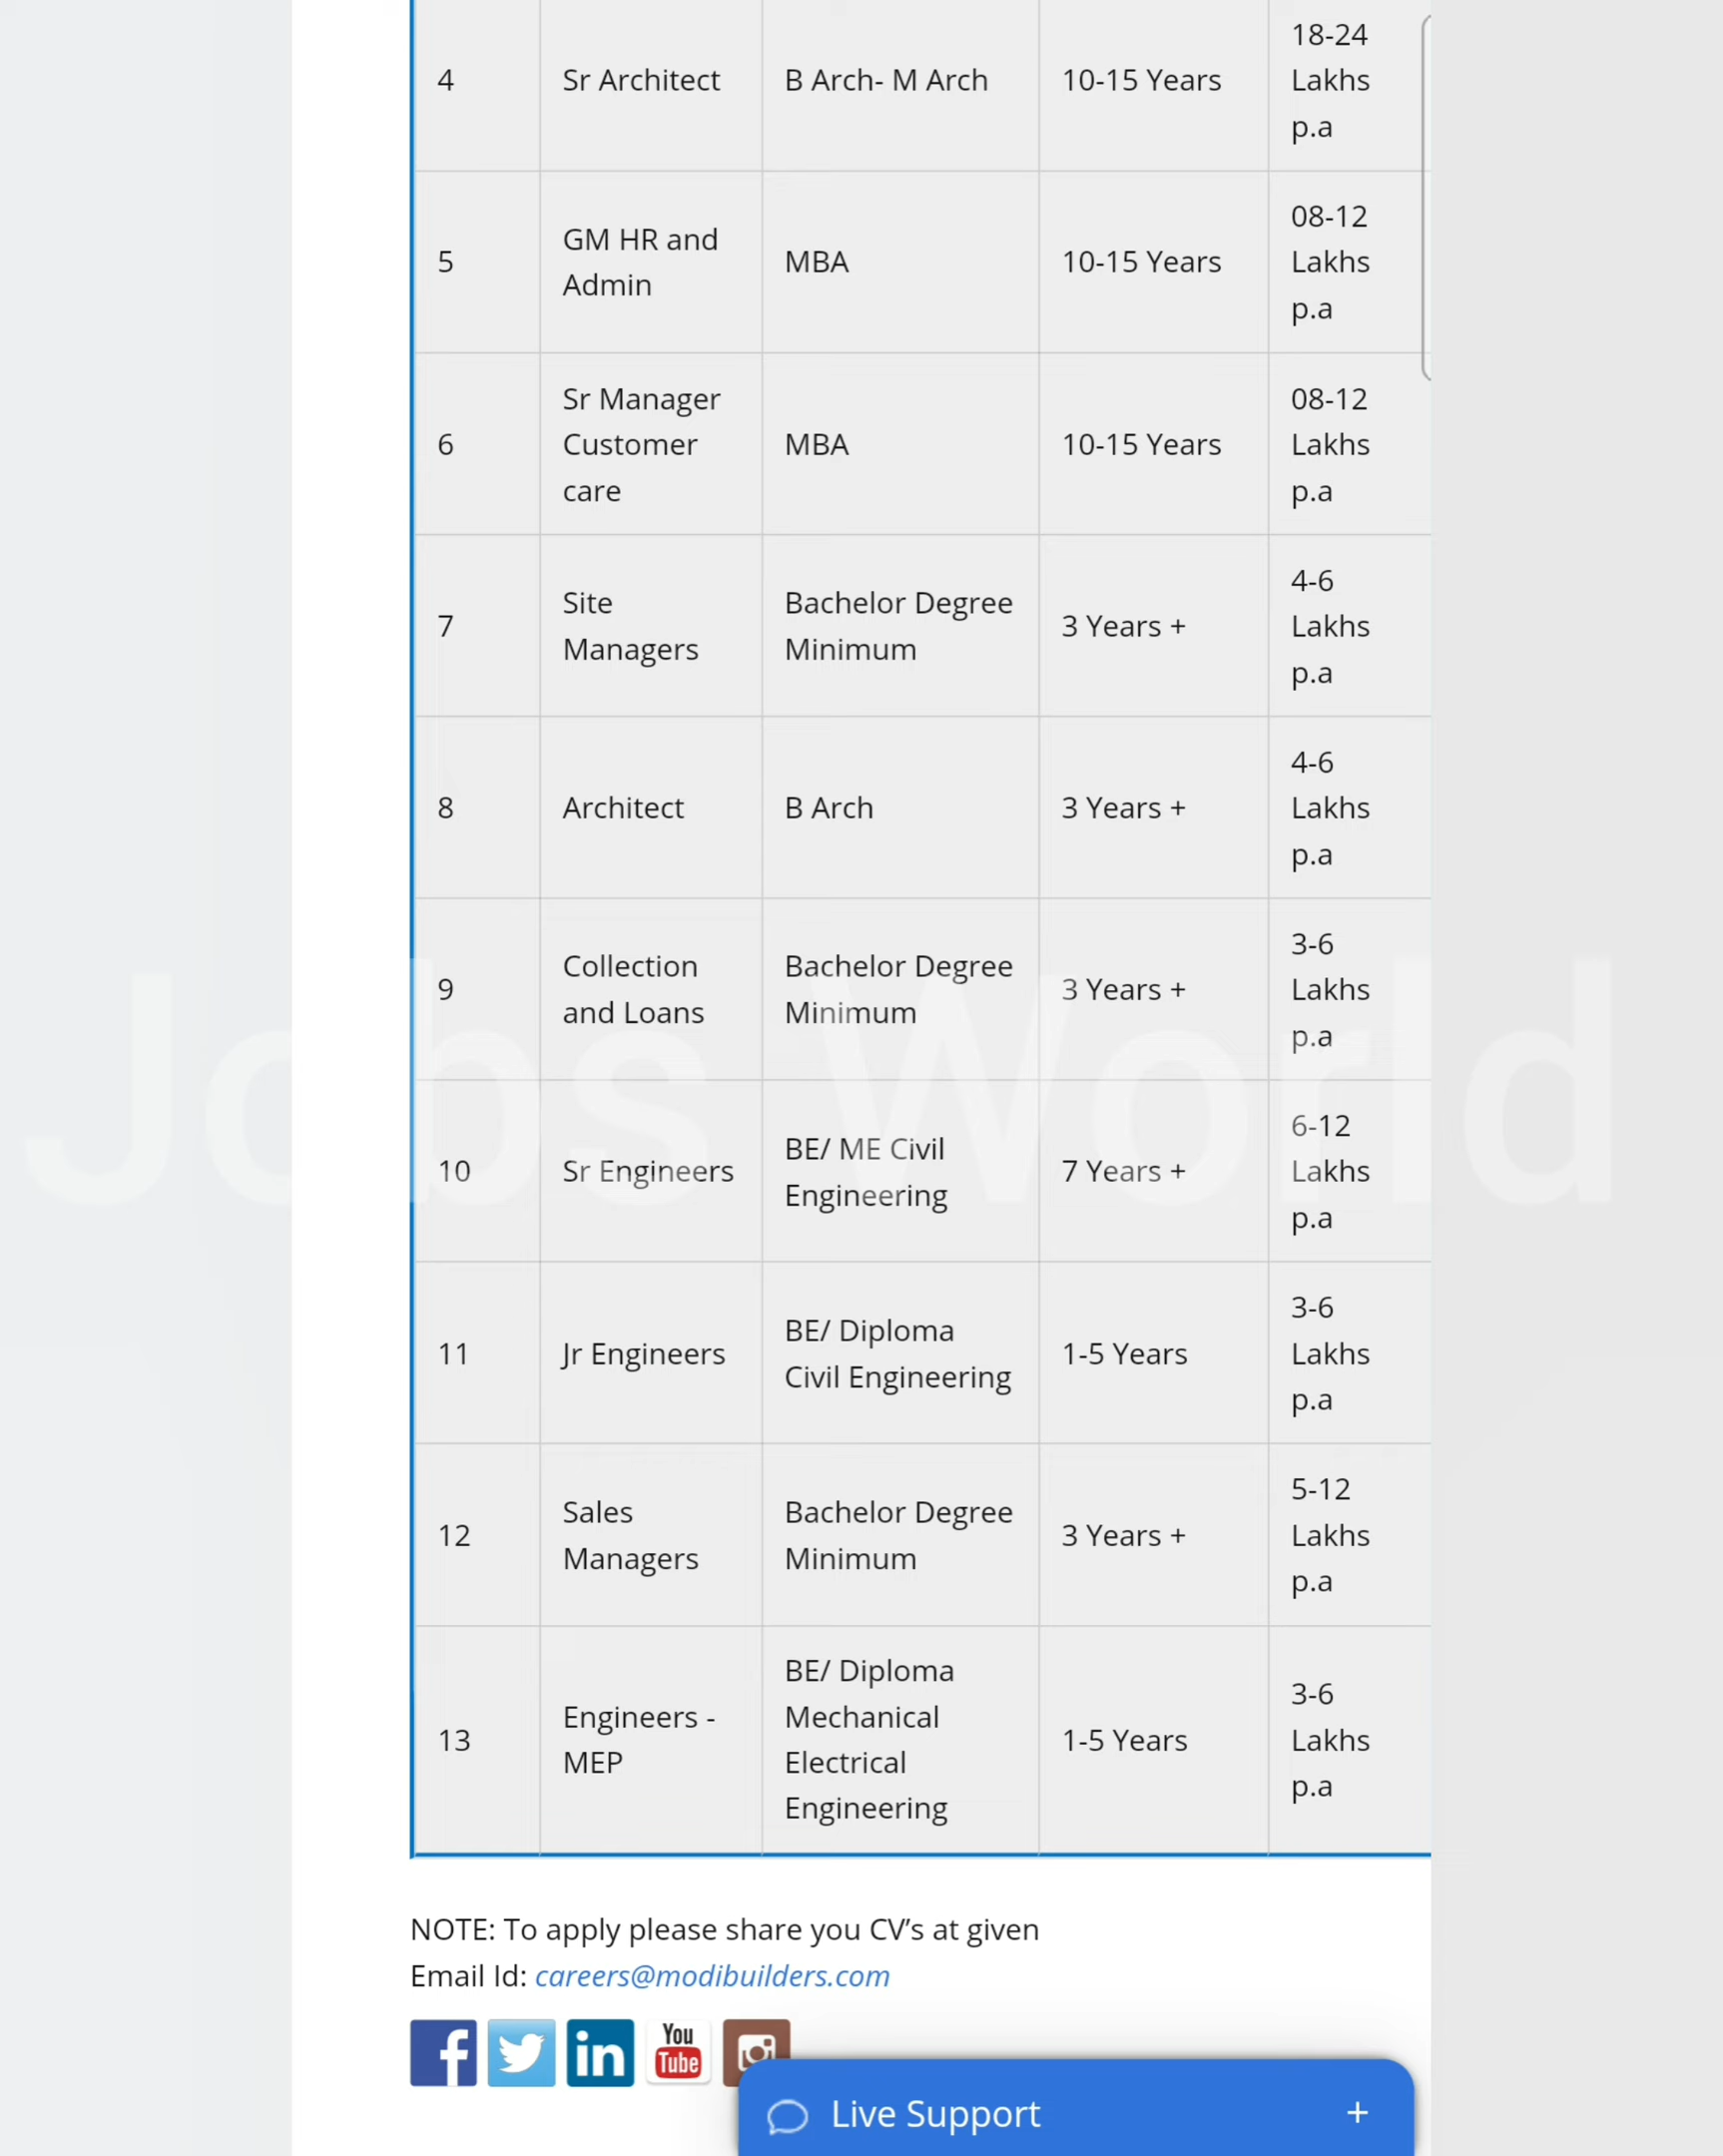 4 Sr Architect B Arch- M Arch 10-15 Years 18-24
Lakhs
p.a
5 GM HR and
Admin MBA 10-15 Years 08-12
Lakhs
p.a
6 Sr Manager
Customer
care MBA 10-15 Years 08-12
Lakhs
p.a
7 Site
Managers Bachelor Degree
Minimum 3 Years + 4-6
Lakhs
p.a
8 Architect B Arch 3 Years + 4-6
Lakhs
p.a
9 Collection
and Loans Bachelor Degree
Minimum 3 Years + 3-6
Lakhs
p.a
10 Sr Engineers BE/ ME Civil
Engineering 7 Years + 6-12
Lakhs
p.a
11 Jr Engineers BE/ Diploma
Civil Engineering 1-5 Years 3-6
Lakhs
p.a
12 Sales
Managers Bachelor Degree
Minimum 3 Years + 5-12
Lakhs
p.a
13 Engineers -
MEP BE/ Diploma
Mechanical
Electrical
Engineering 1-5 Years 3-6
Lakhs
p.a
Jobs World
NOTE: To apply please share you CV's at given
Email Id: careers@modibuilders.com
f in You
Tube
Live Support +